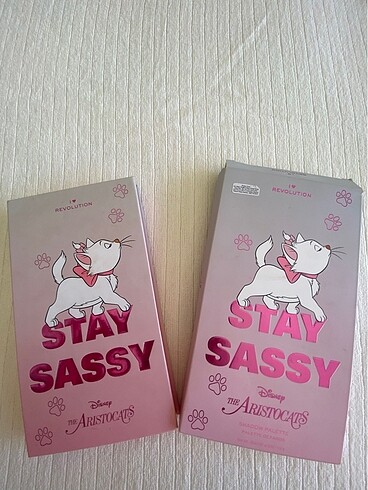 I ♥
REVOLUTION
STAY
SASSY
Disney
THE ARISTOCATS
I ♥
REVOLUTION
STAY
SASSY
Disney
THE ARISTOCATS
SHADOW PALETTE